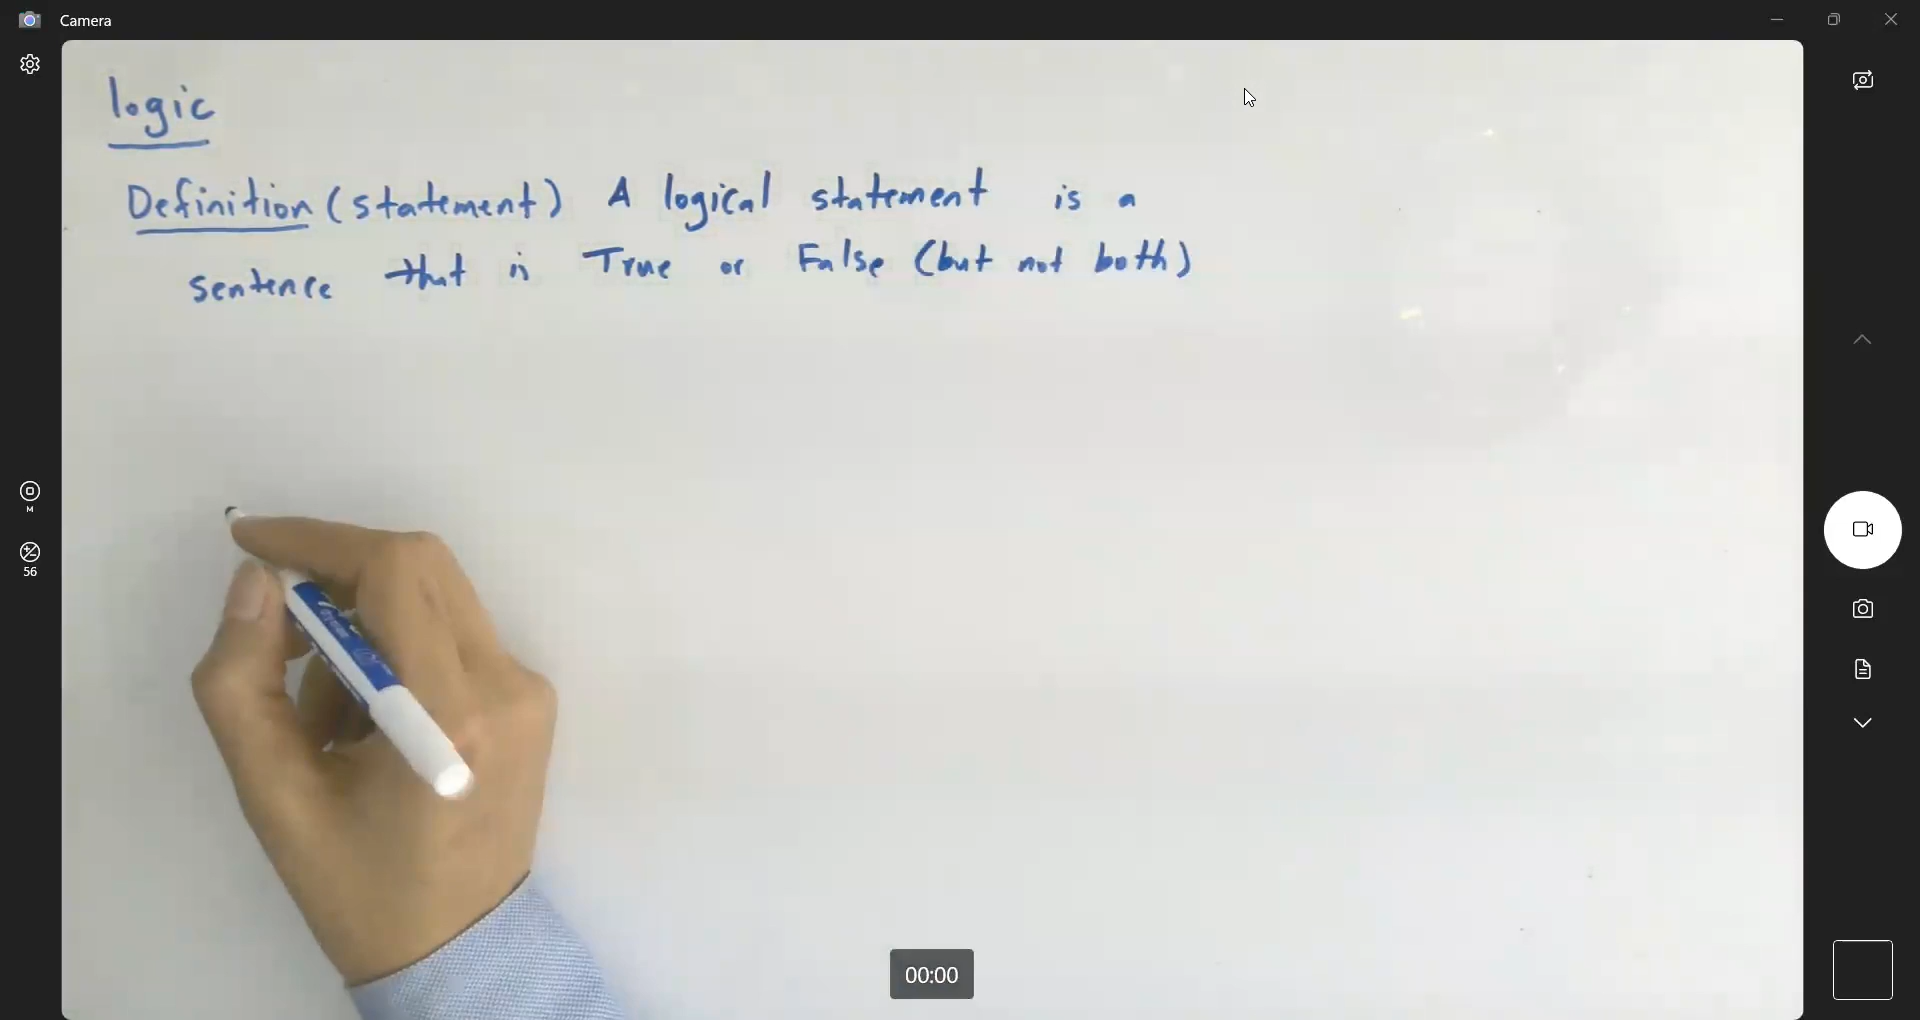 Camera
logic
Definition (statement) A logical statement is a
sentence that is True or False (but not both)
M
56
00:00